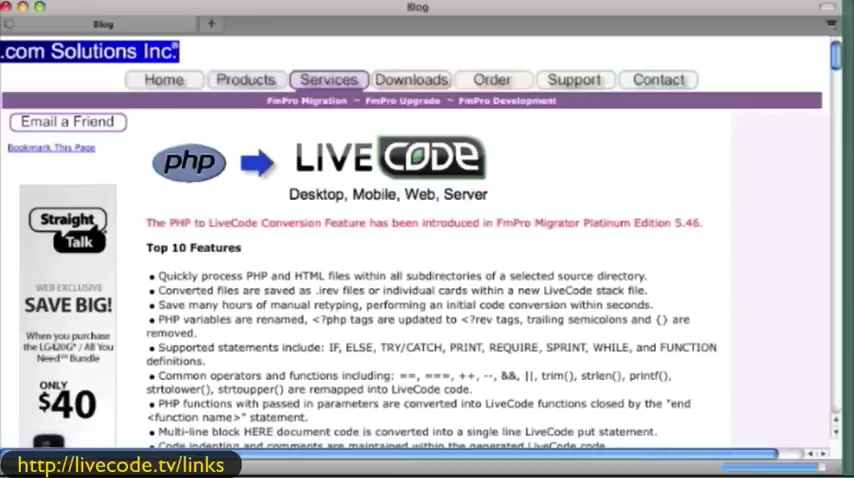 Blog
Blog
.com Solutions Inc.®
Home Products Services Downloads Order Support Contact
FmPro Migration ~ FmPro Upgrade ~ FmPro Development
Email a Friend
Bookmark This Page
php LIVE CODE
Desktop, Mobile, Web, Server
The PHP to LiveCode Conversion Feature has been introduced in FmPro Migrator Platinum Edition 5.46.
Top 10 Features
• Quickly process PHP and HTML files within all subdirectories of a selected source directory.
• Converted files are saved as .irev files or individual cards within a new LiveCode stack file.
• Save many hours of manual retyping, performing an initial code conversion within seconds.
• PHP variables are renamed, <?php tags are updated to <?rev tags, trailing semicolons and {} are
removed.
• Supported statements include: IF, ELSE, TRY/CATCH, PRINT, REQUIRE, SPRINT, WHILE, and FUNCTION
definitions.
• Common operators and functions including: ==, ===, ++, --, &&, ||, trim(), strlen(), printf(),
strtolower(), strtoupper() are remapped into LiveCode code.
• PHP functions with passed in parameters are converted into LiveCode functions closed by the "end
<function name>" statement.
• Multi-line block HERE document code is converted into a single line LiveCode put statement.
• Code indenting and comments are maintained within the generated LiveCode code.
Straight
Talk
WEB EXCLUSIVE
SAVE BIG!
When you purchase
the LG420G* / All You
Need™ Bundle
ONLY
$40
http://livecode.tv/links